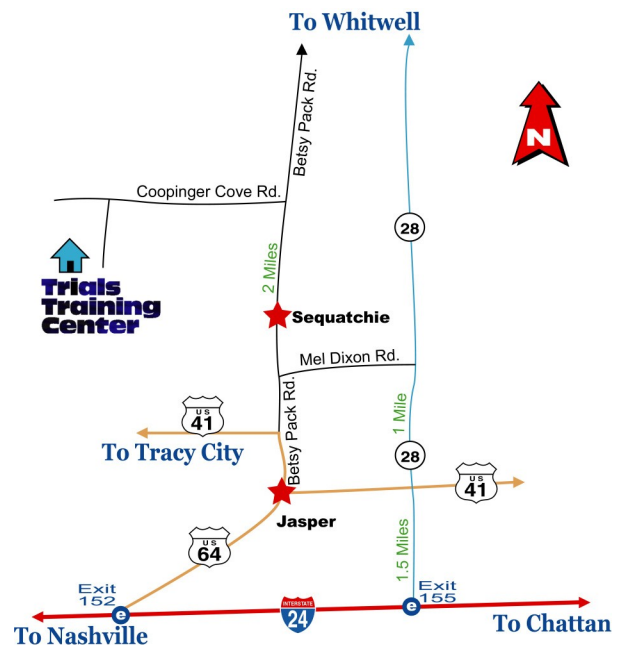 To Whitwell
Betsy Pack Rd.
N
Coopinger Cove Rd.
28
2 Miles
Trials
Training
Center
Sequatchie
Mel Dixon Rd.
US
41
Betsy Pack Rd.
1 Mile
To Tracy City
28
US
41
Jasper
US
64
1.5 Miles
Exit
152
Exit
155
e
e
INTERSTATE
24
To Nashville
To Chattan